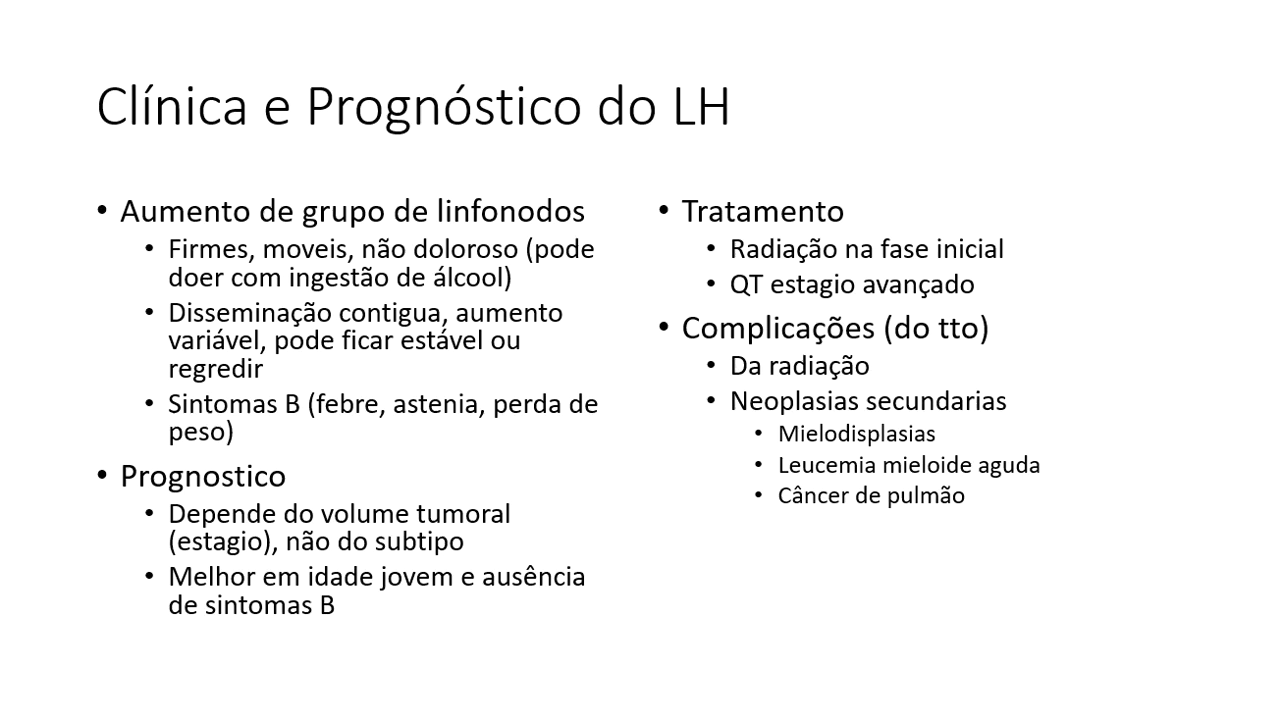 Clínica e Prognóstico do LH
• Aumento de grupo de linfonodos
• Firmes, moveis, não doloroso (pode
doer com ingestão de álcool)
• Disseminação contigua, aumento
variável, pode ficar estável ou
regredir
• Sintomas B (febre, astenia, perda de
peso)
• Prognostico
• Depende do volume tumoral
(estagio), não do subtipo
• Melhor em idade jovem e ausência
de sintomas B
• Tratamento
• Radiação na fase inicial
• QT estagio avançado
• Complicações (do tto)
• Da radiação
• Neoplasias secundarias
• Mielodisplasias
• Leucemia mieloide aguda
• Câncer de pulmão